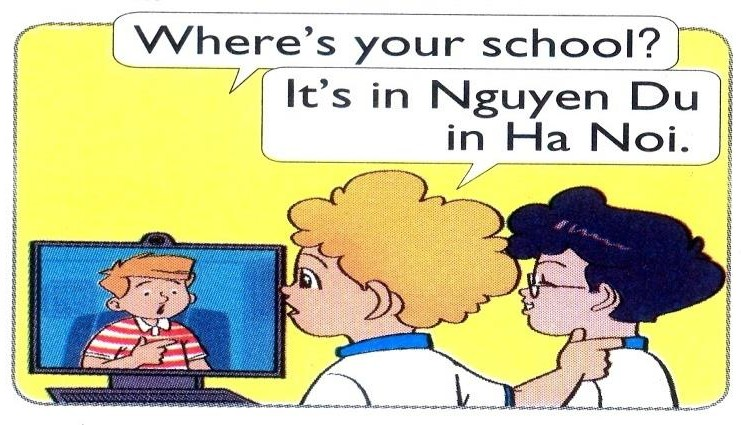 Where's your school?
It's in Nguyen Du
in Ha Noi.